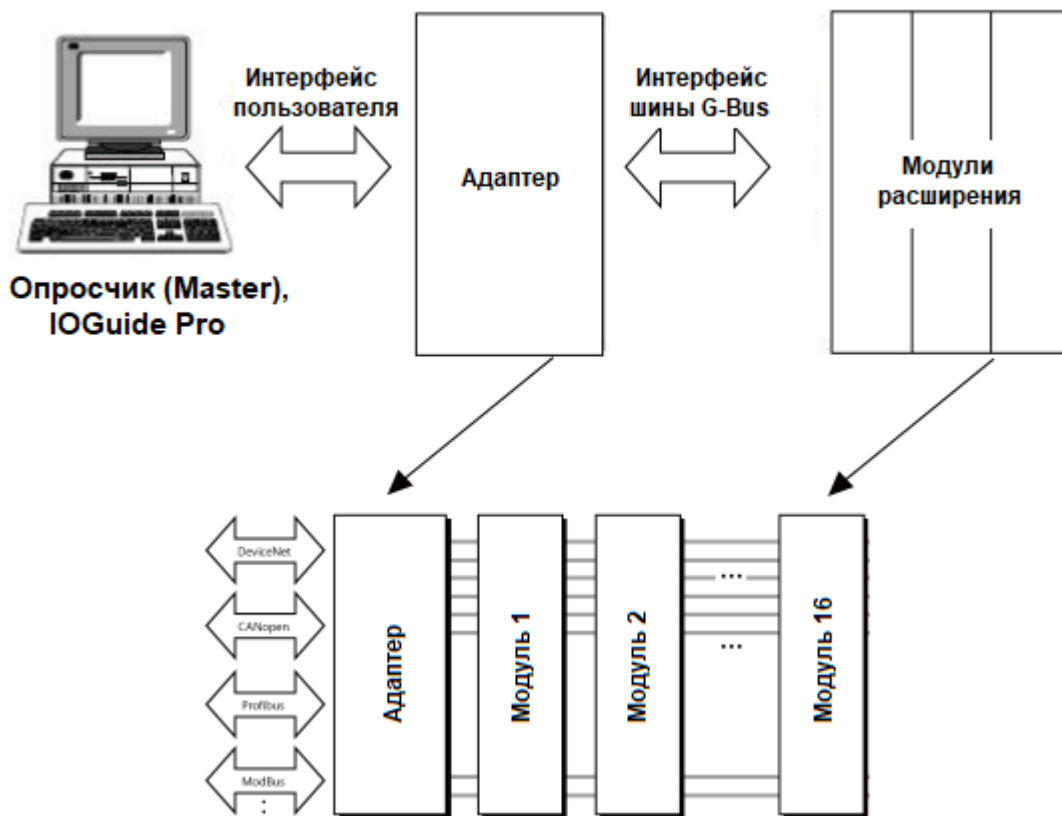 Интерфейс
пользователя
Интерфейс
шины G-Bus
Адаптер
Модули
расширения
Опросчик (Master),
IOGuide Pro
DeviceNet
CANopen
Profibus
ModBus
:
Адаптер
Модуль 1
Модуль 2
...
...
Модуль 16